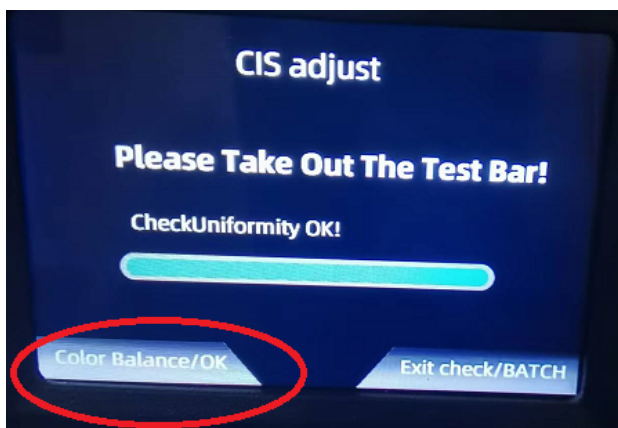 CIS adjust
Please Take Out The Test Bar!
CheckUniformity OK!
Color Balance/OK
Exit check/BATCH